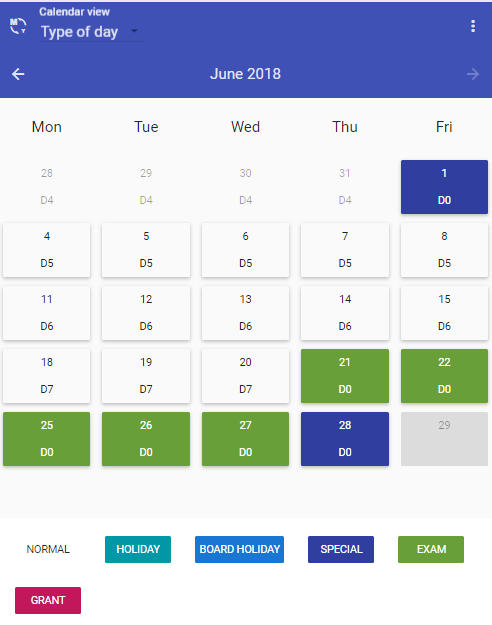 Calendar view
M Y
Type of day
June 2018
Mon Tue Wed Thu Fri
28 29 30 31 1
D4 D4 D4 D4 D0
4 5 6 7 8
D5 D5 D5 D5 D5
11 12 13 14 15
D6 D6 D6 D6 D6
18 19 20 21 22
D7 D7 D7 D0 D0
25 26 27 28 29
D0 D0 D0 D0
NORMAL HOLIDAY BOARD HOLIDAY SPECIAL EXAM
GRANT